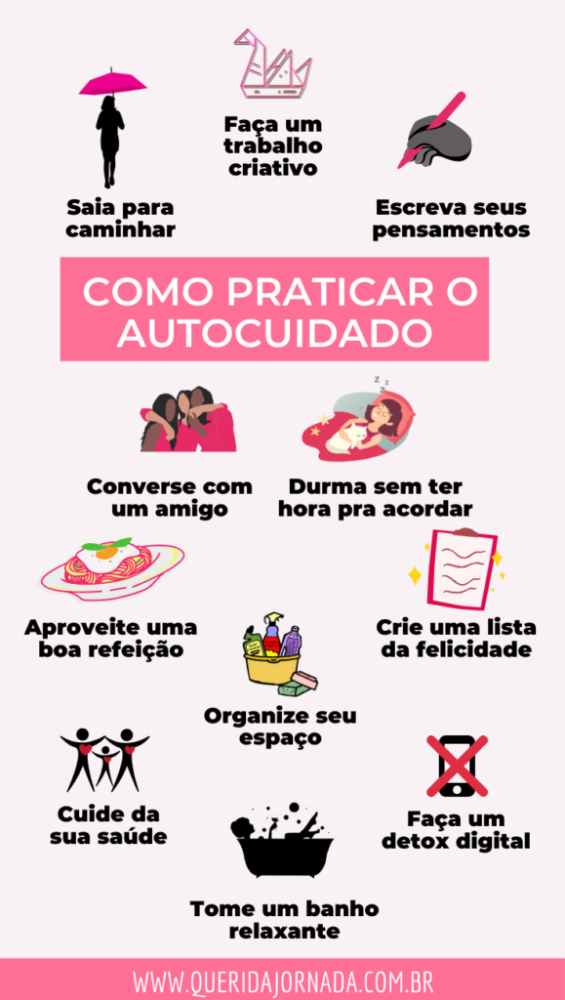 Faça um
trabalho
criativo
Saia para
caminhar
Escreva seus
pensamentos
COMO PRATICAR O
AUTOCUIDADO
z z
z
Converse com
um amigo
Durma sem ter
hora pra acordar
Aproveite uma
boa refeição
Crie uma lista
da felicidade
Organize seu
espaço
Cuide da
sua saúde
Faça um
detox digital
Tome um banho
relaxante
WWW.QUERIDAJORNADA.COM.BR